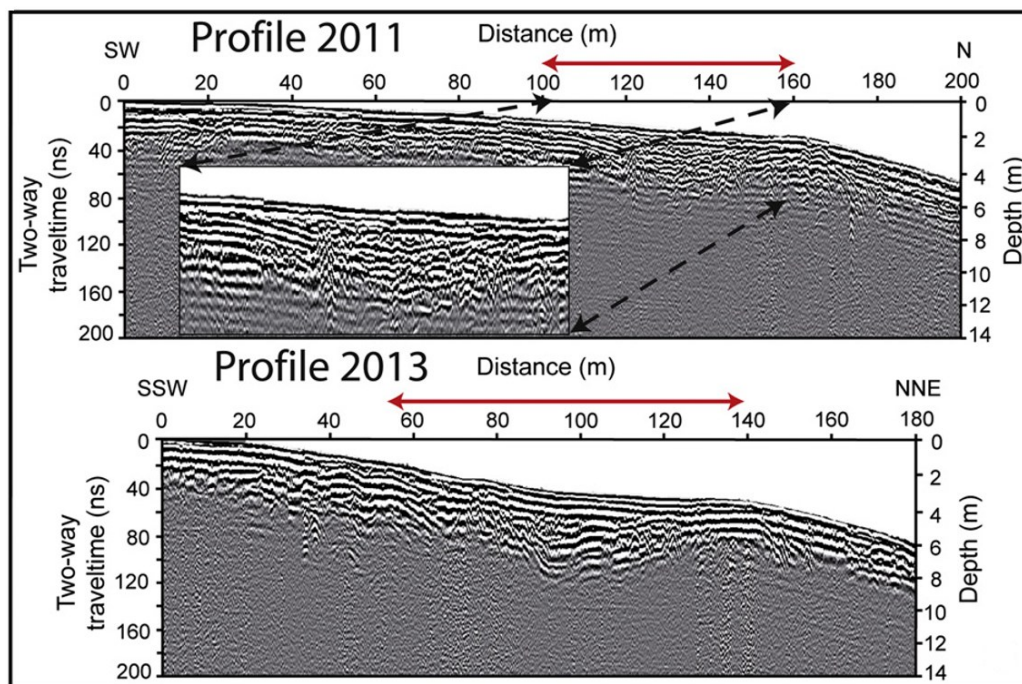 Profile 2011
Distance (m)
SW
N
0 20 40 60 80 100 120 140 160 180 200
Two-way
traveltime (ns)
0
40
80
120
160
200
Depth (m)
0
2
4
6
8
10
12
14
Profile 2013
Distance (m)
SSW
NNE
0 20 40 60 80 100 120 140 160 180
Two-way
traveltime (ns)
0
40
80
120
160
200
Depth (m)
0
2
4
6
8
10
12
14